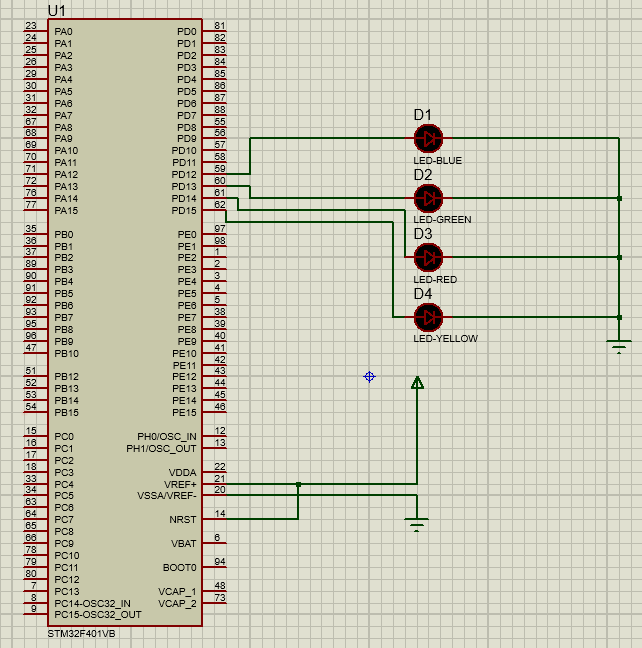 U1
23 PA0 PD0 81
24 PA1 PD1 82
25 PA2 PD2 83
26 PA3 PD3 84
29 PA4 PD4 85
30 PA5 PD5 86
31 PA6 PD6 87
32 PA7 PD7 88
67 PA8 PD8 55
68 PA9 PD9 56
69 PA10 PD10 57
70 PA11 PD11 58
71 PA12 PD12 59
72 PA13 PD13 60
76 PA14 PD14 61
77 PA15 PD15 62
35 PB0 PE0 97
36 PB1 PE1 98
37 PB2 PE2 1
89 PB3 PE3 2
90 PB4 PE4 3
91 PB5 PE5 4
92 PB6 PE6 5
93 PB7 PE7 38
95 PB8 PE8 39
96 PB9 PE9 40
47 PB10 PE10 41
PE11 42
51 PB12 PE12 43
52 PB13 PE13 44
53 PB14 PE14 45
54 PB15 PE15 46
15 PC0 PH0/OSC_IN 12
16 PC1 PH1/OSC_OUT 13
17 PC2
18 PC3 VDDA 22
33 PC4 VREF+ 21
34 PC5 VSSA/VREF- 20
63 PC6
64 PC7 NRST 14
65 PC8
66 PC9 VBAT 6
78 PC10
79 PC11 BOOT0 94
80 PC12
7 PC13 VCAP_1 48
8 PC14-OSC32_IN VCAP_2 73
9 PC15-OSC32_OUT
STM32F401VB
D1
LED-BLUE
D2
LED-GREEN
D3
LED-RED
D4
LED-YELLOW